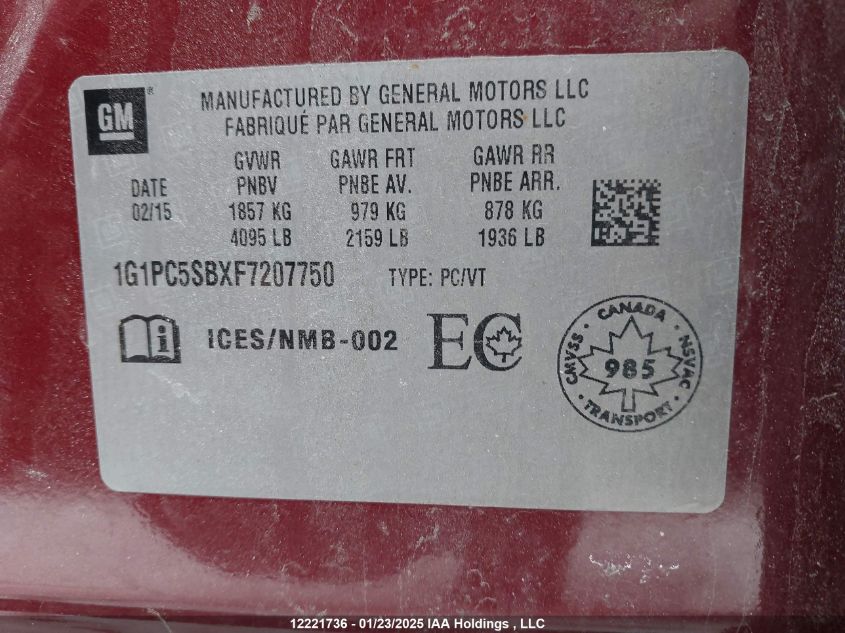 GM
®
MANUFACTURED BY GENERAL MOTORS LLC
FABRIQUÉ PAR GENERAL MOTORS LLC
GVWR GAWR FRT GAWR RR
DATE PNBV PNBE AV. PNBE ARR.
02/15 1857 KG 979 KG 878 KG
4095 LB 2159 LB 1936 LB
1G1PC5SBXF7207750 TYPE: PC/VT
i ICES/NMB-002 EC
CANADA
CMVSS 985 NSVAC
TRANSPORT
12221736 - 01/23/2025 IAA Holdings , LLC